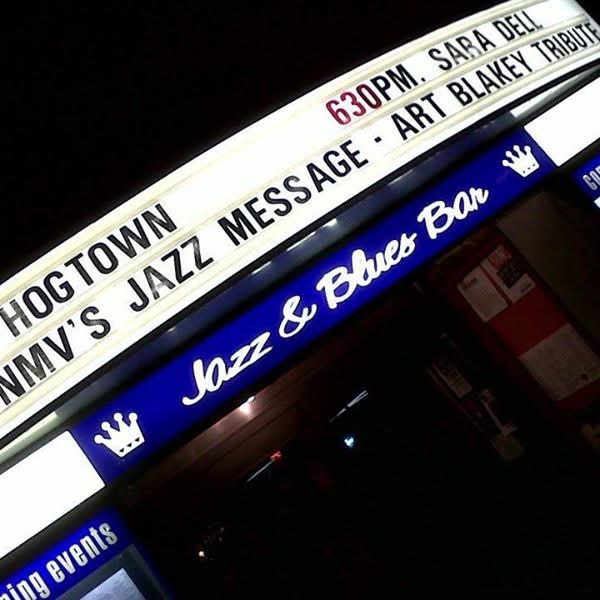 630PM. SARA DELL
HOGTOWN
NMV'S JAZZ MESSAGE - ART BLAKEY TRIBUTE
Jazz & Blues Bar
events